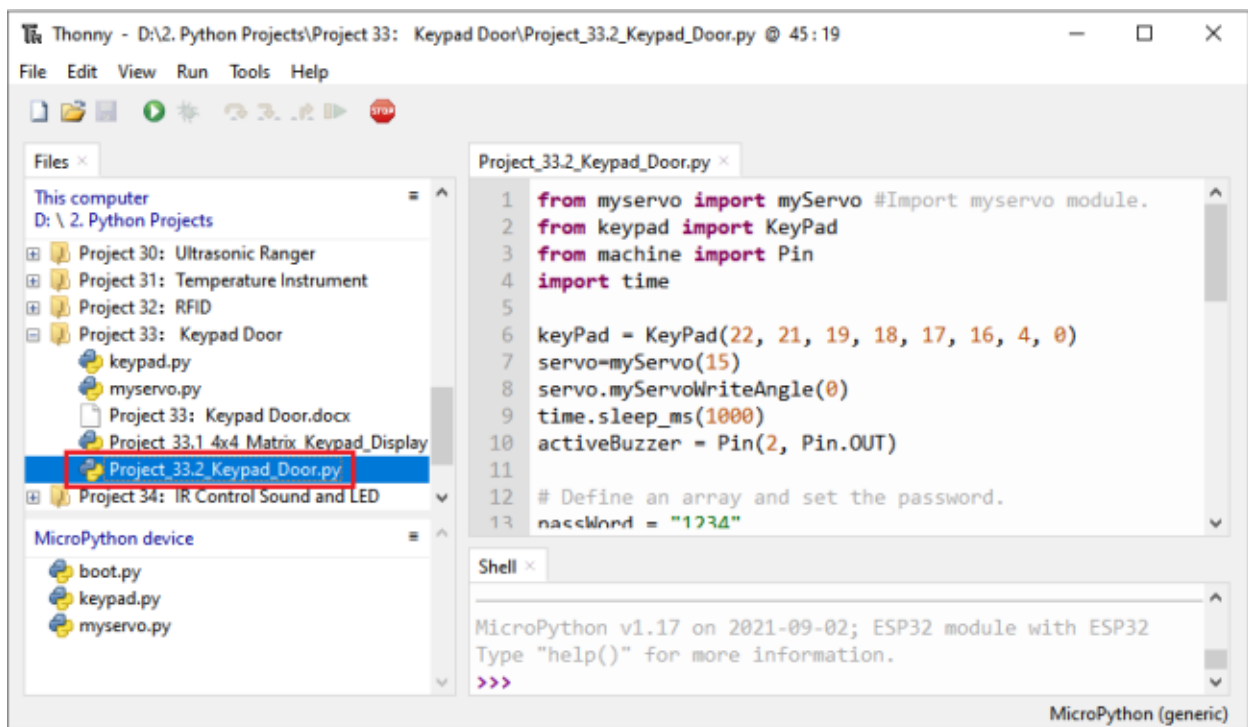 Thonny - D:\2. Python Projects\Project 33： Keypad Door\Project_33.2_Keypad_Door.py @ 45 : 19
File Edit View Run Tools Help
STOP
Files
This computer
D: \ 2. Python Projects
Project 30：Ultrasonic Ranger
Project 31：Temperature Instrument
Project 32：RFID
Project 33： Keypad Door
keypad.py
myservo.py
Project 33：Keypad Door.docx
Project_33.1_4x4_Matrix_Keypad_Display
Project_33.2_Keypad_Door.py
Project 34：IR Control Sound and LED
MicroPython device
boot.py
keypad.py
myservo.py
Project_33.2_Keypad_Door.py
1 from myservo import myServo #Import myservo module.
2 from keypad import KeyPad
3 from machine import Pin
4 import time
5
6 keyPad = KeyPad(22, 21, 19, 18, 17, 16, 4, 0)
7 servo=myServo(15)
8 servo.myServoWriteAngle(0)
9 time.sleep_ms(1000)
10 activeBuzzer = Pin(2, Pin.OUT)
11
12 # Define an array and set the password.
13 passWord = "1234"
Shell
MicroPython v1.17 on 2021-09-02; ESP32 module with ESP32
Type "help()" for more information.
>>>
MicroPython (generic)